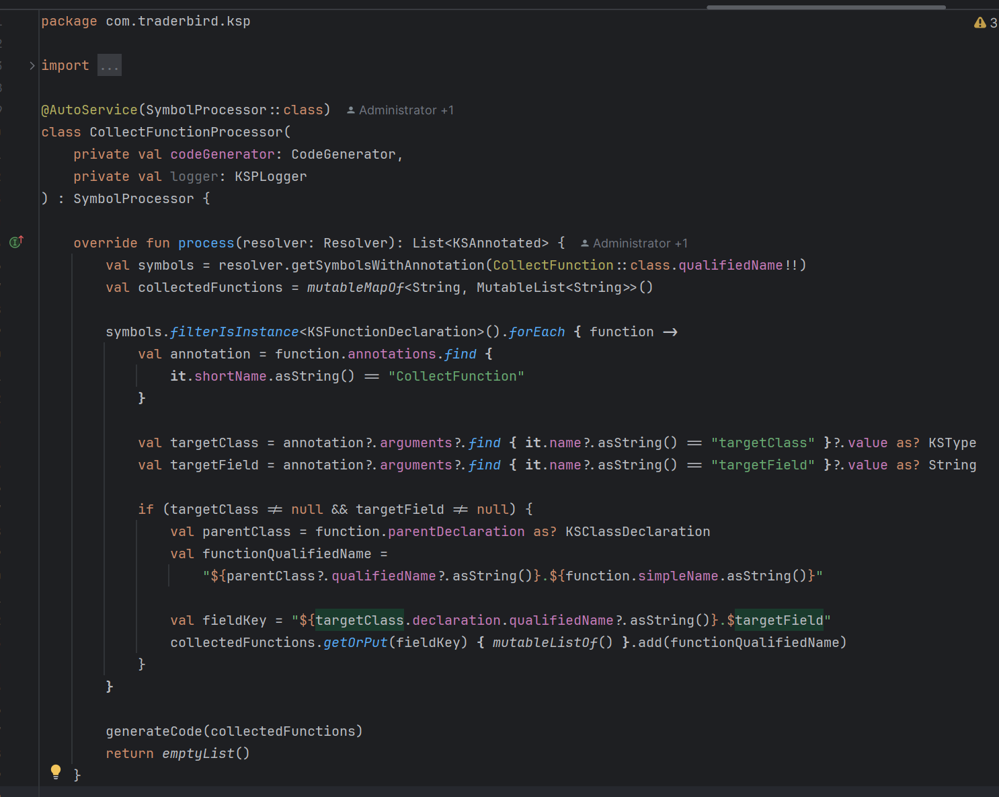 package com.traderbird.ksp
3
import ...
@AutoService(SymbolProcessor::class) Administrator +1
class CollectFunctionProcessor(
    private val codeGenerator: CodeGenerator,
    private val logger: KSPLogger
) : SymbolProcessor {
    override fun process(resolver: Resolver): List<KSAnnotated> { Administrator +1
        val symbols = resolver.getSymbolsWithAnnotation(CollectFunction::class.qualifiedName!!)
        val collectedFunctions = mutableMapOf<String, MutableList<String>>()
        symbols.filterIsInstance<KSFunctionDeclaration>().forEach { function ->
            val annotation = function.annotations.find {
                it.shortName.asString() == "CollectFunction"
            }
            val targetClass = annotation?.arguments?.find { it.name?.asString() == "targetClass" }?.value as? KSType
            val targetField = annotation?.arguments?.find { it.name?.asString() == "targetField" }?.value as? String
            if (targetClass != null && targetField != null) {
                val parentClass = function.parentDeclaration as? KSClassDeclaration
                val functionQualifiedName =
                    "${parentClass?.qualifiedName?.asString()}.${function.simpleName.asString()}"
                val fieldKey = "${targetClass.declaration.qualifiedName?.asString()}.$targetField"
                collectedFunctions.getOrPut(fieldKey) { mutableListOf() }.add(functionQualifiedName)
            }
        }
        generateCode(collectedFunctions)
        return emptyList()
    }